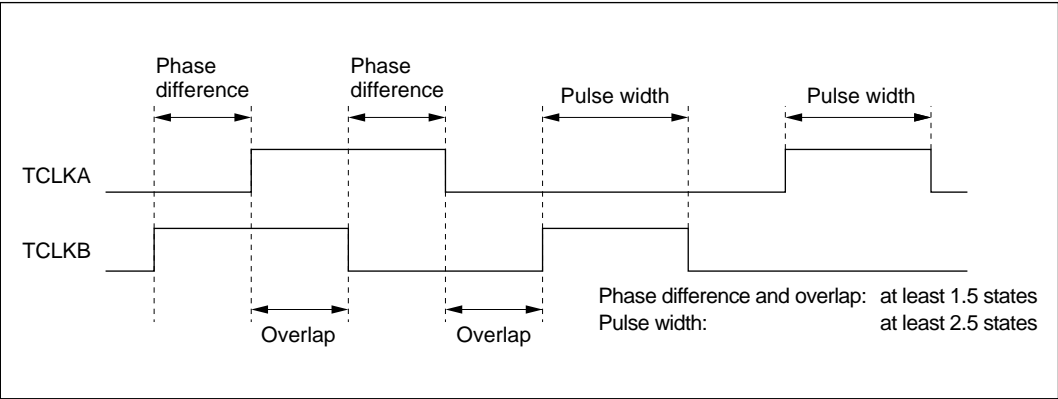 Phase
difference
Phase
difference
Pulse width
Pulse width
TCLKA
TCLKB
Overlap
Overlap
Phase difference and overlap: at least 1.5 states
Pulse width: at least 2.5 states